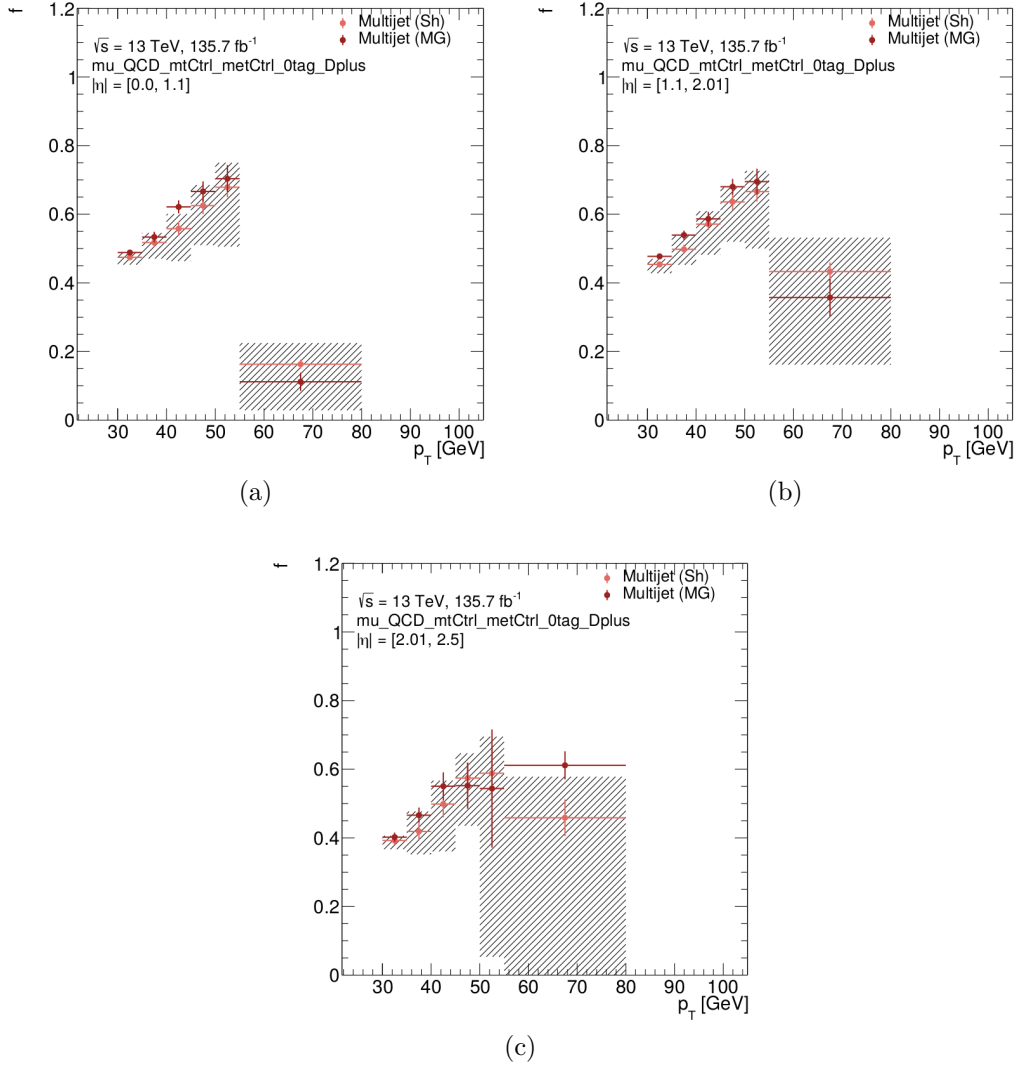 f
1.2
Multijet (Sh)
Multijet (MG)
√s = 13 TeV, 135.7 fb⁻¹
mu_QCD_mtCtrl_metCtrl_0tag_Dplus
|η| = [0.0, 1.1]
1
0.8
0.6
0.4
0.2
0
30 40 50 60 70 80 90 100
p_T [GeV]
(a)
f
1.2
Multijet (Sh)
Multijet (MG)
√s = 13 TeV, 135.7 fb⁻¹
mu_QCD_mtCtrl_metCtrl_0tag_Dplus
|η| = [1.1, 2.01]
1
0.8
0.6
0.4
0.2
0
30 40 50 60 70 80 90 100
p_T [GeV]
(b)
f
1.2
Multijet (Sh)
Multijet (MG)
√s = 13 TeV, 135.7 fb⁻¹
mu_QCD_mtCtrl_metCtrl_0tag_Dplus
|η| = [2.01, 2.5]
1
0.8
0.6
0.4
0.2
0
30 40 50 60 70 80 90 100
p_T [GeV]
(c)